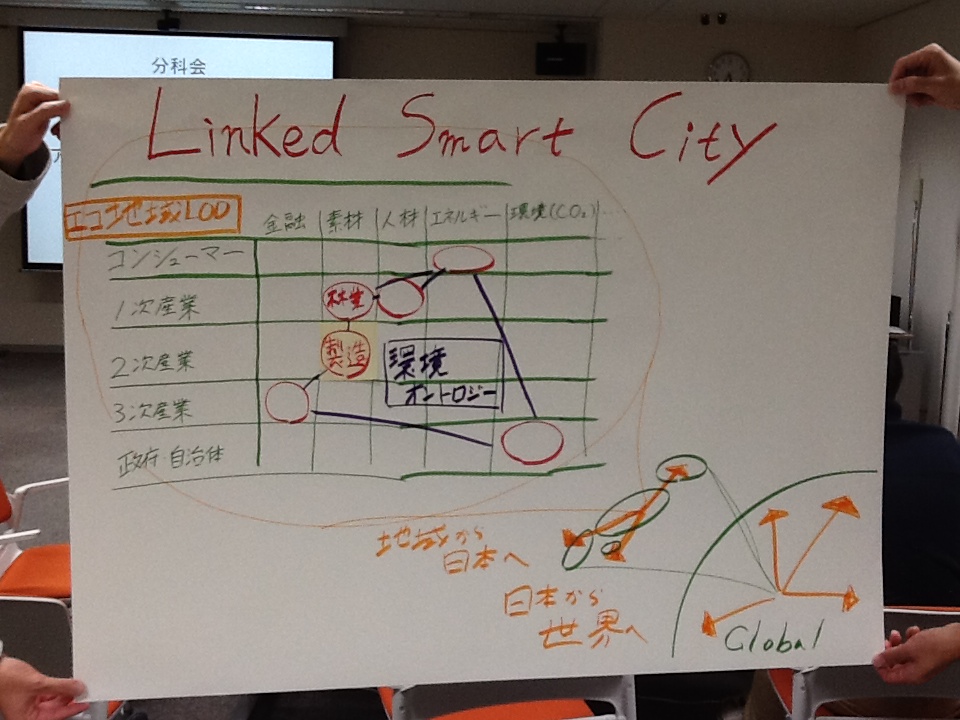 分科会
Linked Smart City
エコ地域LOD
金融 素材 人材 エネルギー 環境(CO₂)...
コンシューマー
1次産業
林業
2次産業
製造
環境
オントロジー
3次産業
政府・自治体
地域から
日本へ
日本から
世界へ
Global